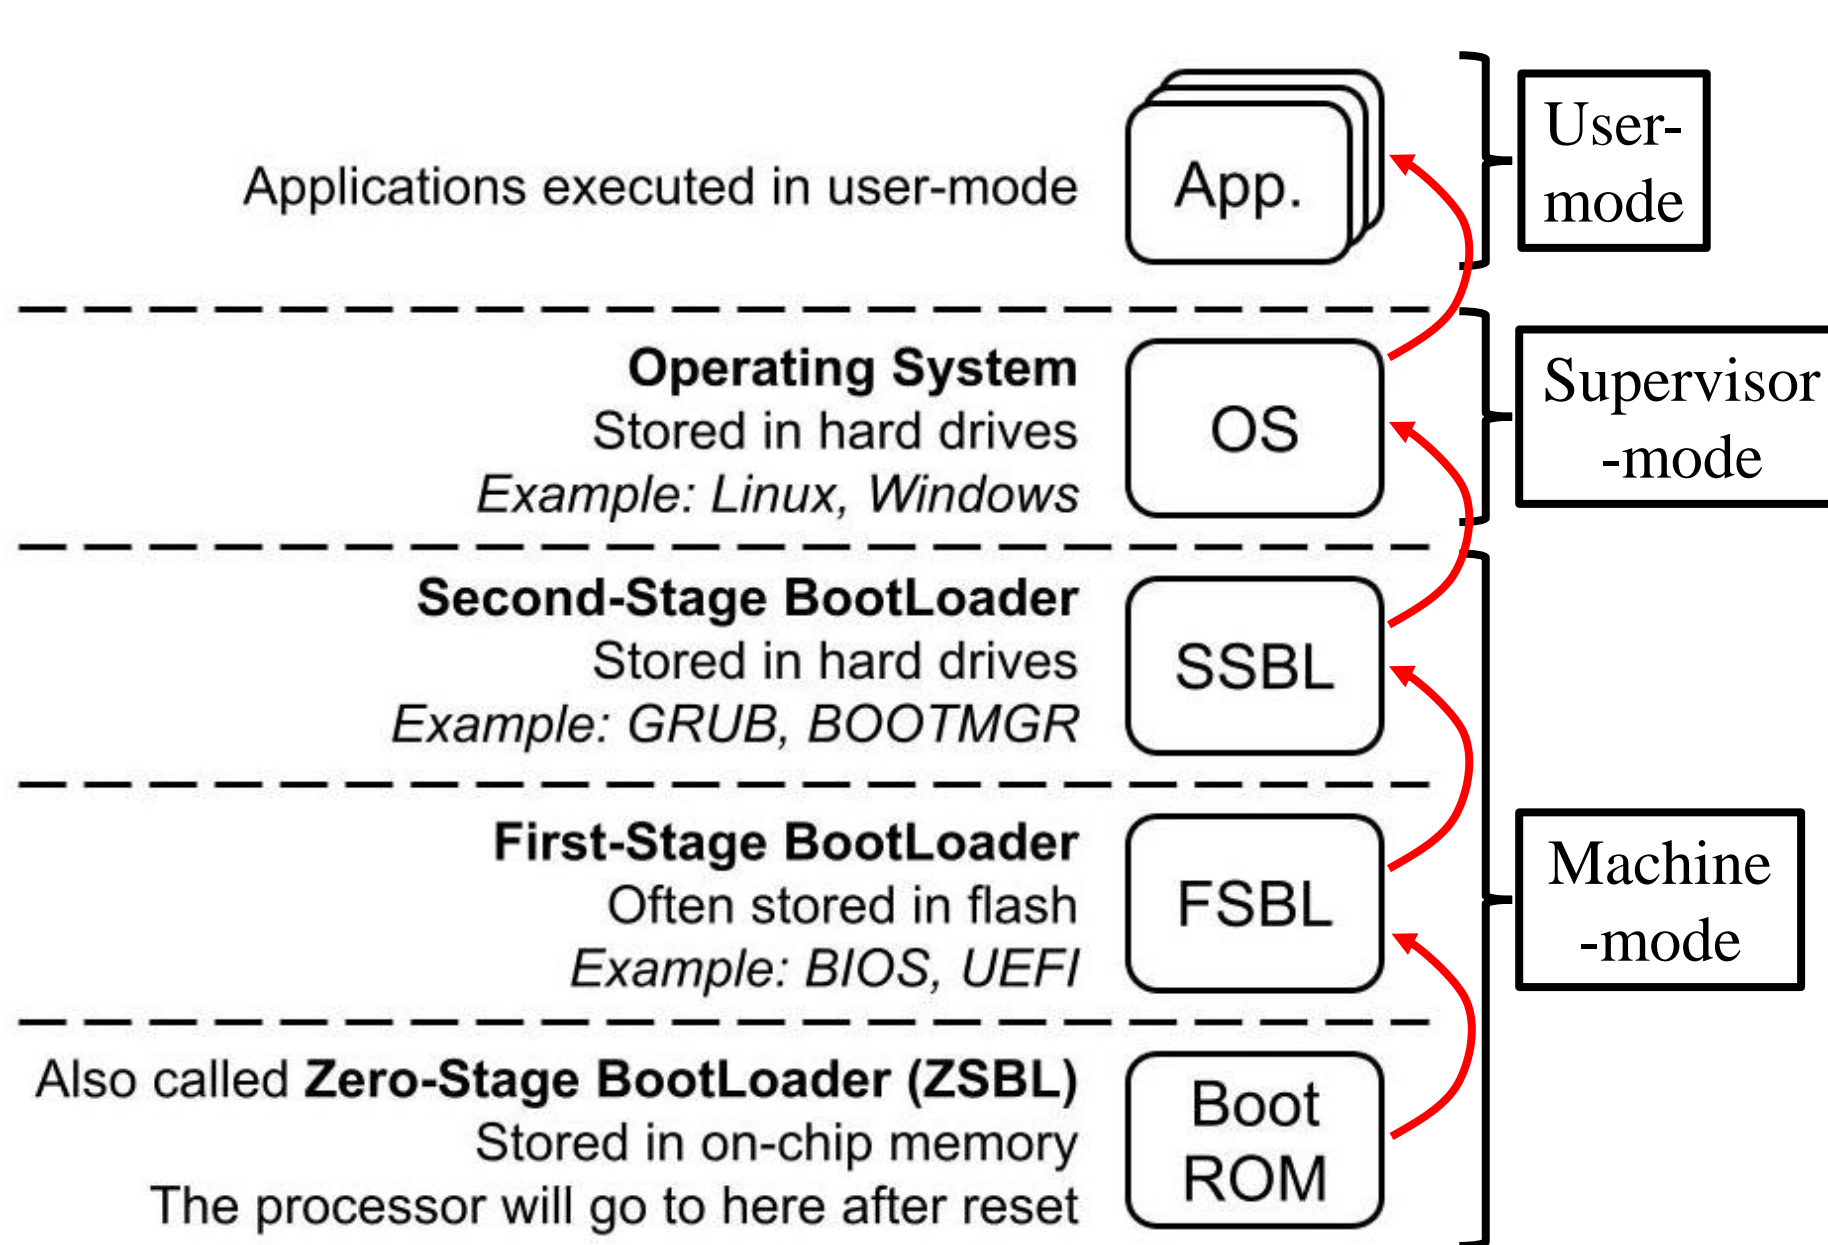 Applications executed in user-mode
App.
User-
mode
Operating System
Stored in hard drives
Example: Linux, Windows
OS
Supervisor
-mode
Second-Stage BootLoader
Stored in hard drives
Example: GRUB, BOOTMGR
SSBL
First-Stage BootLoader
Often stored in flash
Example: BIOS, UEFI
FSBL
Machine
-mode
Also called Zero-Stage BootLoader (ZSBL)
Stored in on-chip memory
The processor will go to here after reset
Boot
ROM